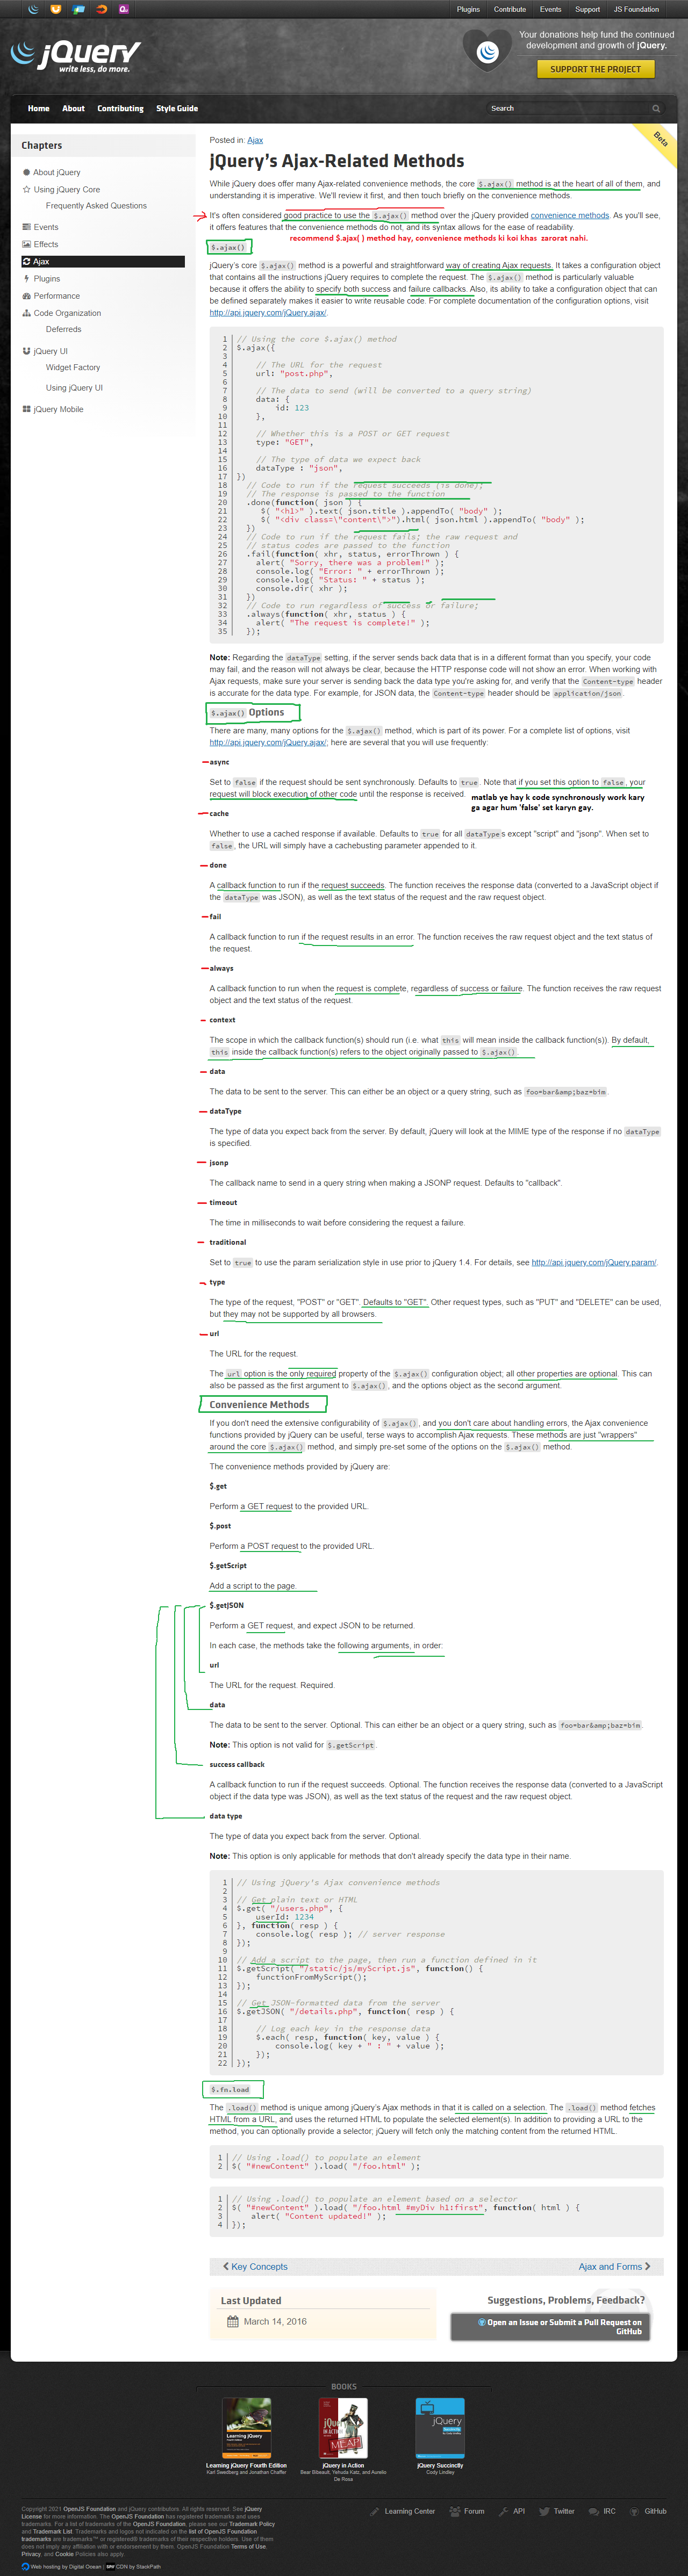 Plugins Contribute Events Support JS Foundation
jQuery
write less, do more.
Your donations help fund the continued
development and growth of jQuery.
SUPPORT THE PROJECT
Home About Contributing Style Guide
Search
Beta
Chapters
About jQuery
Using jQuery Core
Frequently Asked Questions
Events
Effects
Ajax
Plugins
Performance
Code Organization
Deferreds
jQuery UI
Widget Factory
Using jQuery UI
jQuery Mobile
Posted in: Ajax
jQuery's Ajax-Related Methods
While jQuery does offer many Ajax-related convenience methods, the core $.ajax() method is at the heart of all of them, and
understanding it is imperative. We'll review it first, and then touch briefly on the convenience methods.
It's often considered good practice to use the $.ajax() method over the jQuery provided convenience methods. As you'll see,
it offers features that the convenience methods do not, and its syntax allows for the ease of readability.
recommend $.ajax( ) method hay, convenience methods ki koi khas zarorat nahi.
$.ajax()
jQuery's core $.ajax() method is a powerful and straightforward way of creating Ajax requests. It takes a configuration object
that contains all the instructions jQuery requires to complete the request. The $.ajax() method is particularly valuable
because it offers the ability to specify both success and failure callbacks. Also, its ability to take a configuration object that can
be defined separately makes it easier to write reusable code. For complete documentation of the configuration options, visit
http://api.jquery.com/jQuery.ajax/.
1 // Using the core $.ajax() method
2 $.ajax({
3
4 // The URL for the request
5 url: "post.php",
6
7 // The data to send (will be converted to a query string)
8 data: {
9 id: 123
10 },
11
12 // Whether this is a POST or GET request
13 type: "GET",
14
15 // The type of data we expect back
16 dataType : "json",
17 })
18 // Code to run if the request succeeds (is done);
19 // The response is passed to the function
20 .done(function( json ) {
21 $( "<h1>" ).text( json.title ).appendTo( "body" );
22 $( "<div class=\"content\">").html( json.html ).appendTo( "body" );
23 })
24 // Code to run if the request fails; the raw request and
25 // status codes are passed to the function
26 .fail(function( xhr, status, errorThrown ) {
27 alert( "Sorry, there was a problem!" );
28 console.log( "Error: " + errorThrown );
29 console.log( "Status: " + status );
30 console.dir( xhr );
31 })
32 // Code to run regardless of success or failure;
33 .always(function( xhr, status ) {
34 alert( "The request is complete!" );
35 });
Note: Regarding the dataType setting, if the server sends back data that is in a different format than you specify, your code
may fail, and the reason will not always be clear, because the HTTP response code will not show an error. When working with
Ajax requests, make sure your server is sending back the data type you're asking for, and verify that the Content-type header
is accurate for the data type. For example, for JSON data, the Content-type header should be application/json.
$.ajax() Options
There are many, many options for the $.ajax() method, which is part of its power. For a complete list of options, visit
http://api.jquery.com/jQuery.ajax/; here are several that you will use frequently:
async
Set to false if the request should be sent synchronously. Defaults to true. Note that if you set this option to false, your
request will block execution of other code until the response is received.
matlab ye hay k code synchronously work kary
ga agar hum 'false' set karyn gay.
cache
Whether to use a cached response if available. Defaults to true for all dataTypes except "script" and "jsonp". When set to
false, the URL will simply have a cachebusting parameter appended to it.
done
A callback function to run if the request succeeds. The function receives the response data (converted to a JavaScript object if
the dataType was JSON), as well as the text status of the request and the raw request object.
fail
A callback function to run if the request results in an error. The function receives the raw request object and the text status of
the request.
always
A callback function to run when the request is complete, regardless of success or failure. The function receives the raw request
object and the text status of the request.
context
The scope in which the callback function(s) should run (i.e. what this will mean inside the callback function(s)). By default,
this inside the callback function(s) refers to the object originally passed to $.ajax().
data
The data to be sent to the server. This can either be an object or a query string, such as foo=bar&amp;baz=bim.
dataType
The type of data you expect back from the server. By default, jQuery will look at the MIME type of the response if no dataType
is specified.
jsonp
The callback name to send in a query string when making a JSONP request. Defaults to "callback".
timeout
The time in milliseconds to wait before considering the request a failure.
traditional
Set to true to use the param serialization style in use prior to jQuery 1.4. For details, see http://api.jquery.com/jQuery.param/.
type
The type of the request, "POST" or "GET". Defaults to "GET". Other request types, such as "PUT" and "DELETE" can be used,
but they may not be supported by all browsers.
url
The URL for the request.
The url option is the only required property of the $.ajax() configuration object; all other properties are optional. This can
also be passed as the first argument to $.ajax(), and the options object as the second argument.
Convenience Methods
If you don't need the extensive configurability of $.ajax(), and you don't care about handling errors, the Ajax convenience
functions provided by jQuery can be useful, terse ways to accomplish Ajax requests. These methods are just "wrappers"
around the core $.ajax() method, and simply pre-set some of the options on the $.ajax() method.
The convenience methods provided by jQuery are:
$.get
Perform a GET request to the provided URL.
$.post
Perform a POST request to the provided URL.
$.getScript
Add a script to the page.
$.getJSON
Perform a GET request, and expect JSON to be returned.
In each case, the methods take the following arguments, in order:
url
The URL for the request. Required.
data
The data to be sent to the server. Optional. This can either be an object or a query string, such as foo=bar&amp;baz=bim.
Note: This option is not valid for $.getScript.
success callback
A callback function to run if the request succeeds. Optional. The function receives the response data (converted to a JavaScript
object if the data type was JSON), as well as the text status of the request and the raw request object.
data type
The type of data you expect back from the server. Optional.
Note: This option is only applicable for methods that don't already specify the data type in their name.
1 // Using jQuery's Ajax convenience methods
2
3 // Get plain text or HTML
4 $.get( "/users.php", {
5 userId: 1234
6 }, function( resp ) {
7 console.log( resp ); // server response
8 });
9
10 // Add a script to the page, then run a function defined in it
11 $.getScript( "/static/js/myScript.js", function() {
12 functionFromMyScript();
13 });
14
15 // Get JSON-formatted data from the server
16 $.getJSON( "/details.php", function( resp ) {
17
18 // Log each key in the response data
19 $.each( resp, function( key, value ) {
20 console.log( key + " : " + value );
21 });
22 });
$.fn.load
The .load() method is unique among jQuery's Ajax methods in that it is called on a selection. The .load() method fetches
HTML from a URL, and uses the returned HTML to populate the selected element(s). In addition to providing a URL to the
method, you can optionally provide a selector; jQuery will fetch only the matching content from the returned HTML.
1 // Using .load() to populate an element
2 $( "#newContent" ).load( "/foo.html" );
1 // Using .load() to populate an element based on a selector
2 $( "#newContent" ).load( "/foo.html #myDiv h1:first", function( html ) {
3 alert( "Content updated!" );
4 });
Key Concepts
Ajax and Forms
Last Updated
March 14, 2016
Suggestions, Problems, Feedback?
Open an Issue or Submit a Pull Request on
GitHub
BOOKS
Learning jQuery
jQuery
IN ACTION
MEAP
jQuery
Succinctly
Learning jQuery Fourth Edition
Karl Swedberg and Jonathan Chaffer
jQuery in Action
Bear Bibeault, Yehuda Katz, and Aurelio
De Rosa
jQuery Succinctly
Cody Lindley
Copyright 2021 OpenJS Foundation and jQuery contributors. All rights reserved. See jQuery
License for more information. The OpenJS Foundation has registered trademarks and uses
trademarks. For a list of trademarks of the OpenJS Foundation, please see our Trademark Policy
and Trademark List. Trademarks and logos not indicated on the list of OpenJS Foundation
trademarks are trademarks™ or registered® trademarks of their respective holders. Use of them
does not imply any affiliation with or endorsement by them. OpenJS Foundation Terms of Use,
Privacy, and Cookie Policies also apply.
Web hosting by Digital Ocean | CDN by StackPath
Learning Center Forum API Twitter IRC GitHub